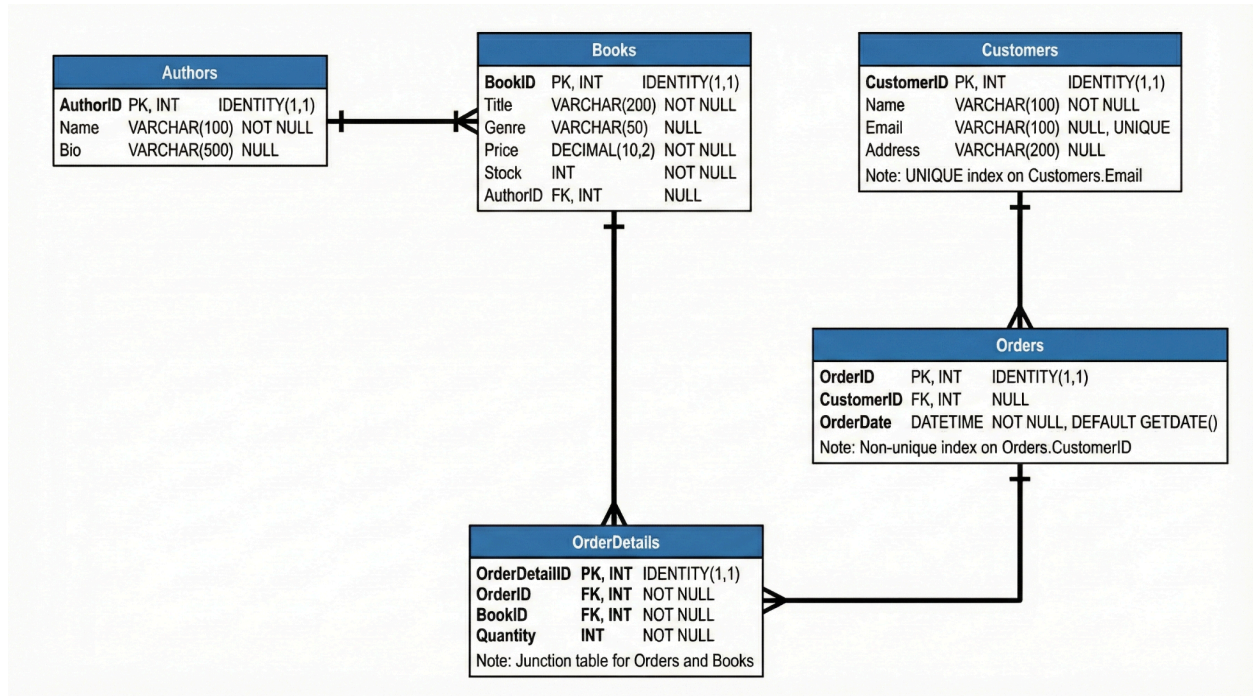 Authors
AuthorID PK, INT IDENTITY(1,1)
Name VARCHAR(100) NOT NULL
Bio VARCHAR(500) NULL
Books
BookID PK, INT IDENTITY(1,1)
Title VARCHAR(200) NOT NULL
Genre VARCHAR(50) NULL
Price DECIMAL(10,2) NOT NULL
Stock INT NOT NULL
AuthorID FK, INT NULL
Customers
CustomerID PK, INT IDENTITY(1,1)
Name VARCHAR(100) NOT NULL
Email VARCHAR(100) NULL, UNIQUE
Address VARCHAR(200) NULL
Note: UNIQUE index on Customers.Email
Orders
OrderID PK, INT IDENTITY(1,1)
CustomerID FK, INT NULL
OrderDate DATETIME NOT NULL, DEFAULT GETDATE()
Note: Non-unique index on Orders.CustomerID
OrderDetails
OrderDetailID PK, INT IDENTITY(1,1)
OrderID FK, INT NOT NULL
BookID FK, INT NOT NULL
Quantity INT NOT NULL
Note: Junction table for Orders and Books